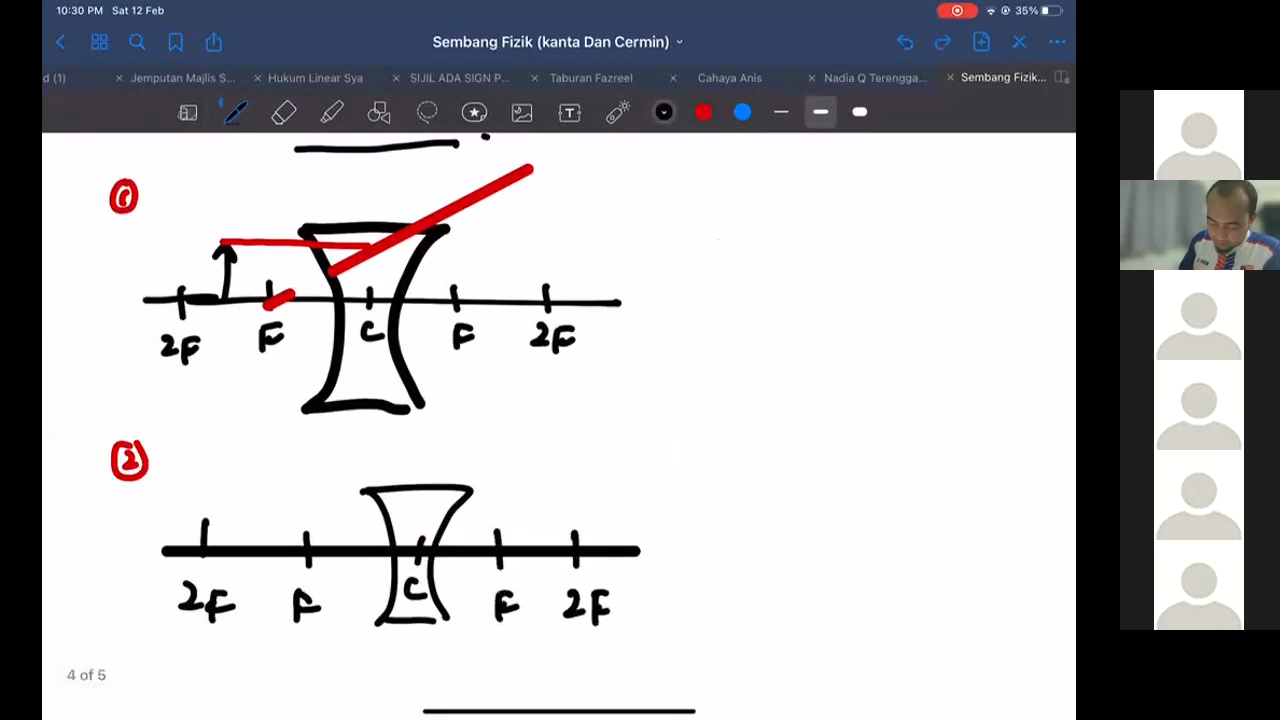 10:30 PM Sat 12 Feb 35%
Sembang Fizik (kanta Dan Cermin)
d (1) Jemputan Majlis S... Hukum Linear Sya SIJIL ADA SIGN P... Taburan Fazreel Cahaya Anis Nadia Q Terengga... Sembang Fizik...
1
2F F C F 2F
2
2F F C F 2F
4 of 5